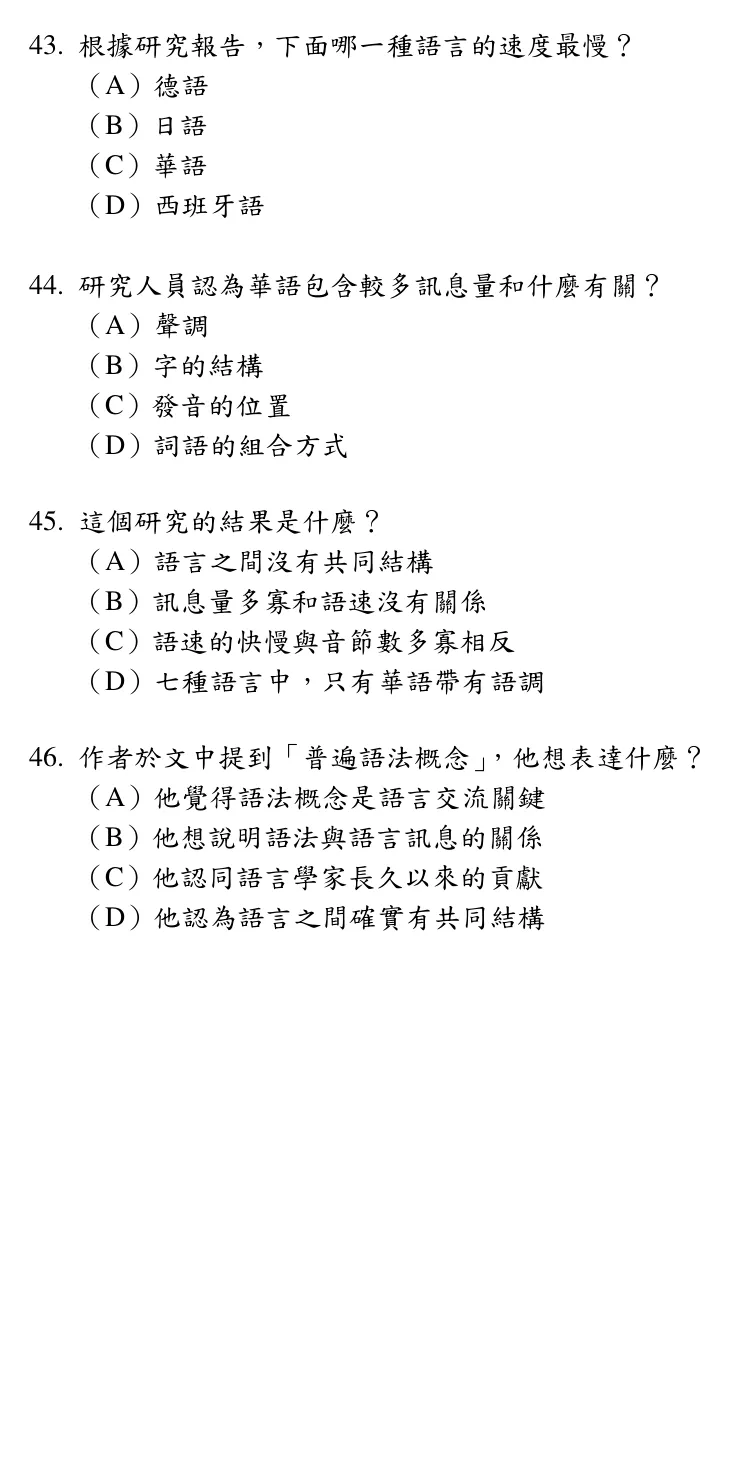 43. 根據研究報告，下面哪一種語言的速度最慢？
（A）德語
（B）日語
（C）華語
（D）西班牙語
44. 研究人員認為華語包含較多訊息量和什麼有關？
（A）聲調
（B）字的結構
（C）發音的位置
（D）詞語的組合方式
45. 這個研究的結果是什麼？
（A）語言之間沒有共同結構
（B）訊息量多寡和語速沒有關係
（C）語速的快慢與音節數多寡相反
（D）七種語言中，只有華語帶有語調
46. 作者於文中提到「普遍語法概念」，他想表達什麼？
（A）他覺得語法概念是語言交流關鍵
（B）他想說明語法與語言訊息的關係
（C）他認同語言學家長久以來的貢獻
（D）他認為語言之間確實有共同結構